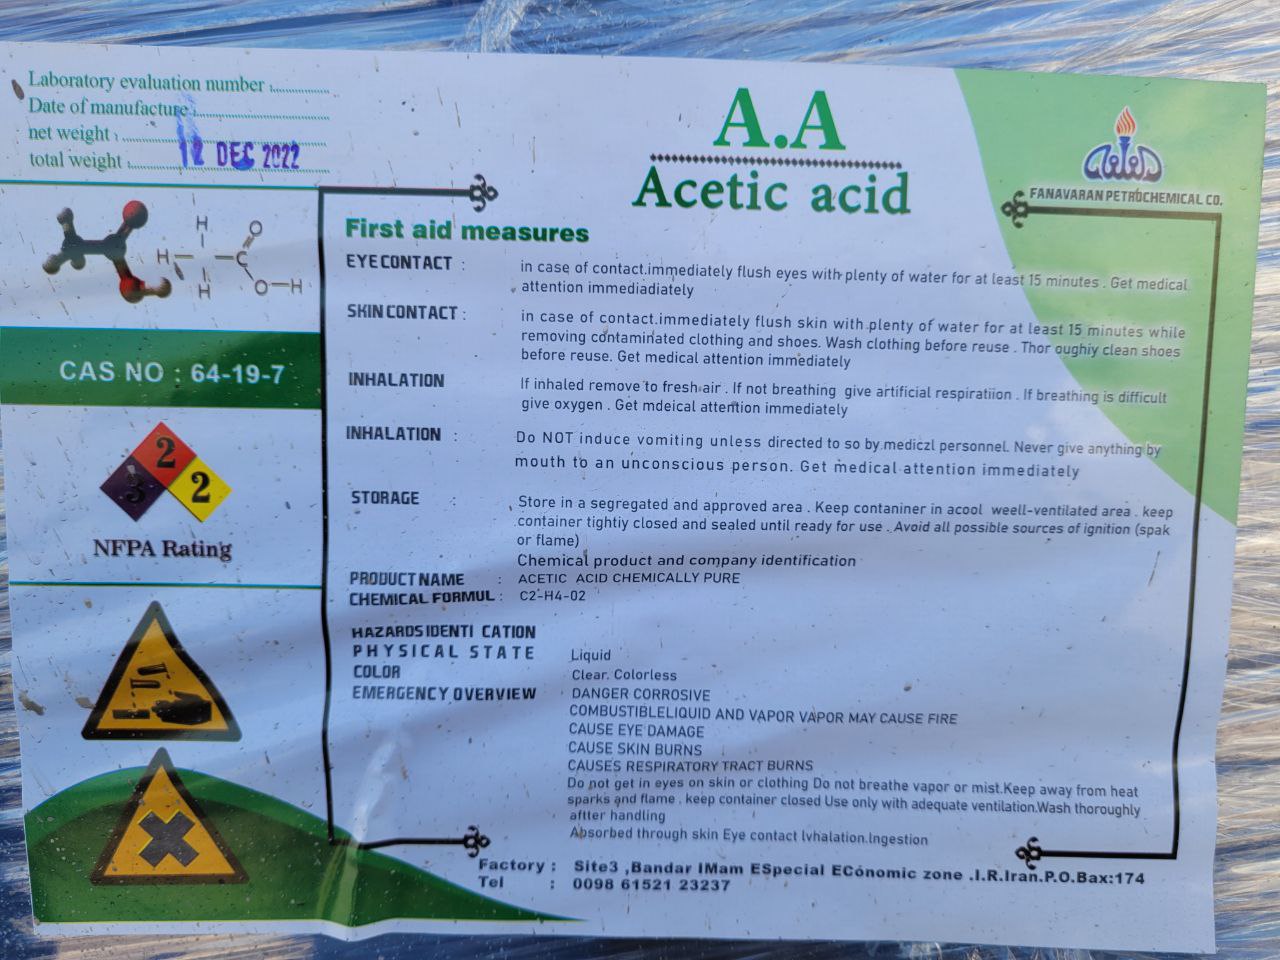 Laboratory evaluation number :
Date of manufacture :
net weight :
total weight :
12 DEC 2022
A.A
Acetic acid
FANAVARAN PETROCHEMICAL CO.
H
O
H
C
H
O
H
CAS NO : 64-19-7
2
3
2
NFPA Rating
First aid measures
EYE CONTACT : in case of contact.immediately flush eyes with plenty of water for at least 15 minutes . Get medical
attention immediadiately
SKIN CONTACT : in case of contact.immediately flush skin with .plenty of water for at least 15 minutes while
removing contaminated clothing and shoes. Wash clothing before reuse . Thor oughiy clean shoes
before reuse. Get medical attention immediately
INHALATION If inhaled remove to fresh air . If not breathing give artificial respiratiion . If breathing is difficult
give oxygen . Get mdeical attention immediately
INHALATION : Do NOT induce vomiting unless directed to so by mediczl personnel. Never give anything by
mouth to an unconscious person. Get medical attention immediately
STORAGE : Store in a segregated and approved area . Keep contaniner in acool weell-ventilated area . keep
container tightiy closed and sealed until ready for use . Avoid all possible sources of ignition (spak
or flame)
Chemical product and company identification
PRODUCT NAME : ACETIC ACID CHEMICALLY PURE
CHEMICAL FORMUL : C2-H4-02
HAZARDS IDENTI CATION
PHYSICAL STATE Liquid
COLOR Clear. Colorless
EMERGENCY OVERVIEW DANGER CORROSIVE
COMBUSTIBLELIQUID AND VAPOR VAPOR MAY CAUSE FIRE
CAUSE EYE DAMAGE
CAUSE SKIN BURNS
CAUSES RESPIRATORY TRACT BURNS
Do not get in eyes on skin or clothing Do not breathe vapor or mist.Keep away from heat
sparks and flame . keep container closed Use only with adequate ventilation.Wash thoroughly
aftter handling
Absorbed through skin Eye contact Ivhalation.Ingestion
Factory : Site3 ,Bandar IMam ESpecial ECónomic zone .I.R.Iran.P.O.Bax:174
Tel : 0098 61521 23237